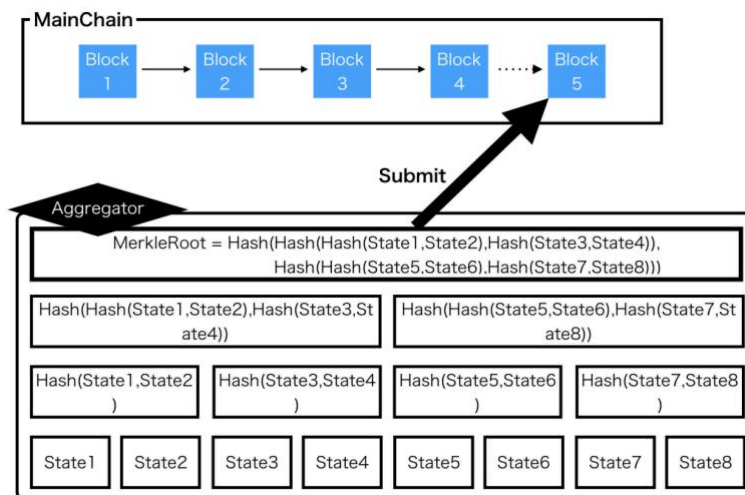 MainChain
Block
1
Block
2
Block
3
Block
4
Block
5
Submit
Aggregator
MerkleRoot = Hash(Hash(Hash(State1,State2),Hash(State3,State4)),
Hash(Hash(State5,State6).Hash(State7,State8)))
Hash(Hash(State1,State2),Hash(State3,St
ate4))
Hash(Hash(State5,State6),Hash(State7,St
ate8))
Hash(State1,State2
)
Hash(State3,State4
)
Hash(State5,State6
)
Hash(State7,State8
)
State1
State2
State3
State4
State5
State6
State7
State8